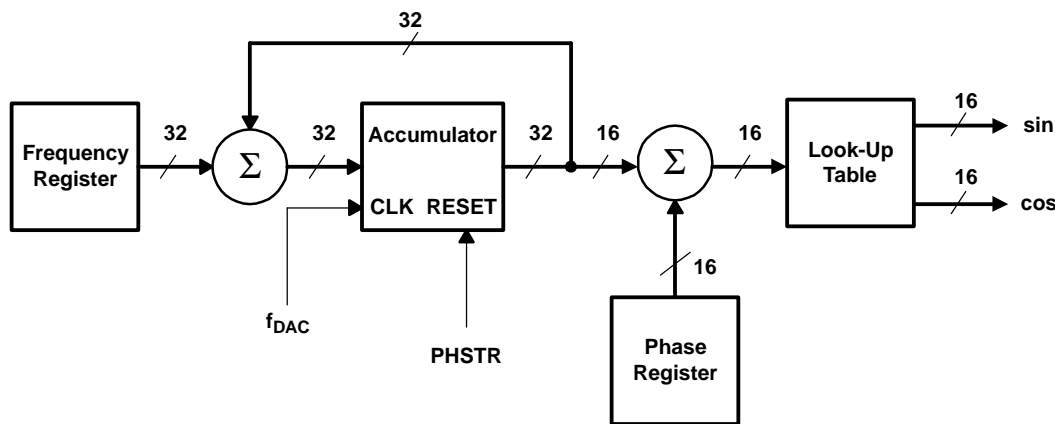 32
Frequency
Register
32
Σ
32
Accumulator
CLK RESET
32
16
Σ
16
Look-Up
Table
16
sin
16
cos
16
f_DAC
PHSTR
Phase
Register